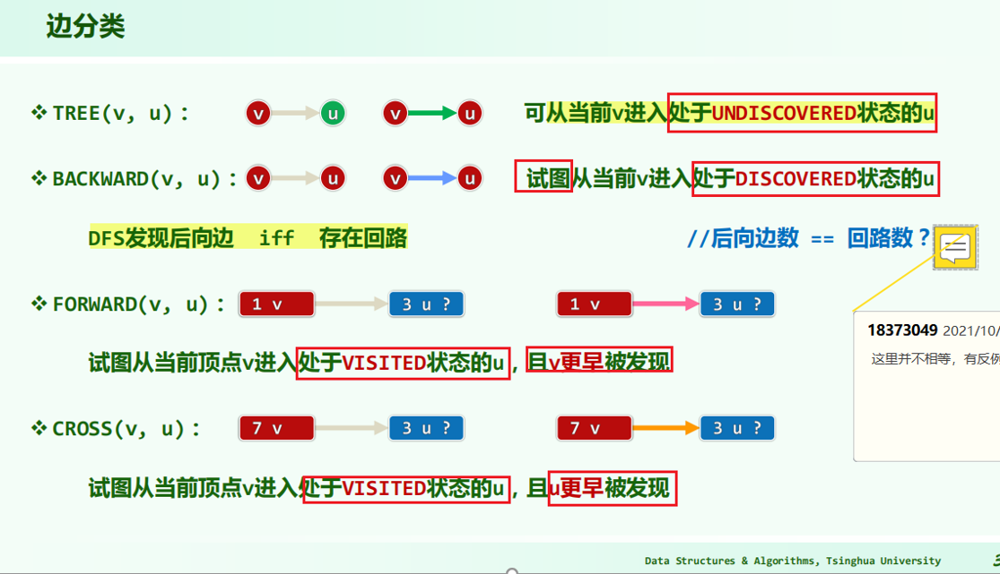 边分类
❖ TREE(v, u): v u v u 可从当前v进入处于UNDISCOVERED状态的u
❖ BACKWARD(v, u): v u v u 试图从当前v进入处于DISCOVERED状态的u
DFS发现后向边 iff 存在回路 //后向边数 == 回路数?
❖ FORWARD(v, u): 1 v 3 u ? 1 v 3 u ?
18373049 2021/10/
这里并不相等，有反例
试图从当前顶点v进入处于VISITED状态的u，且v更早被发现
❖ CROSS(v, u): 7 v 3 u ? 7 v 3 u ?
试图从当前顶点v进入处于VISITED状态的u，且u更早被发现
Data Structures & Algorithms, Tsinghua University